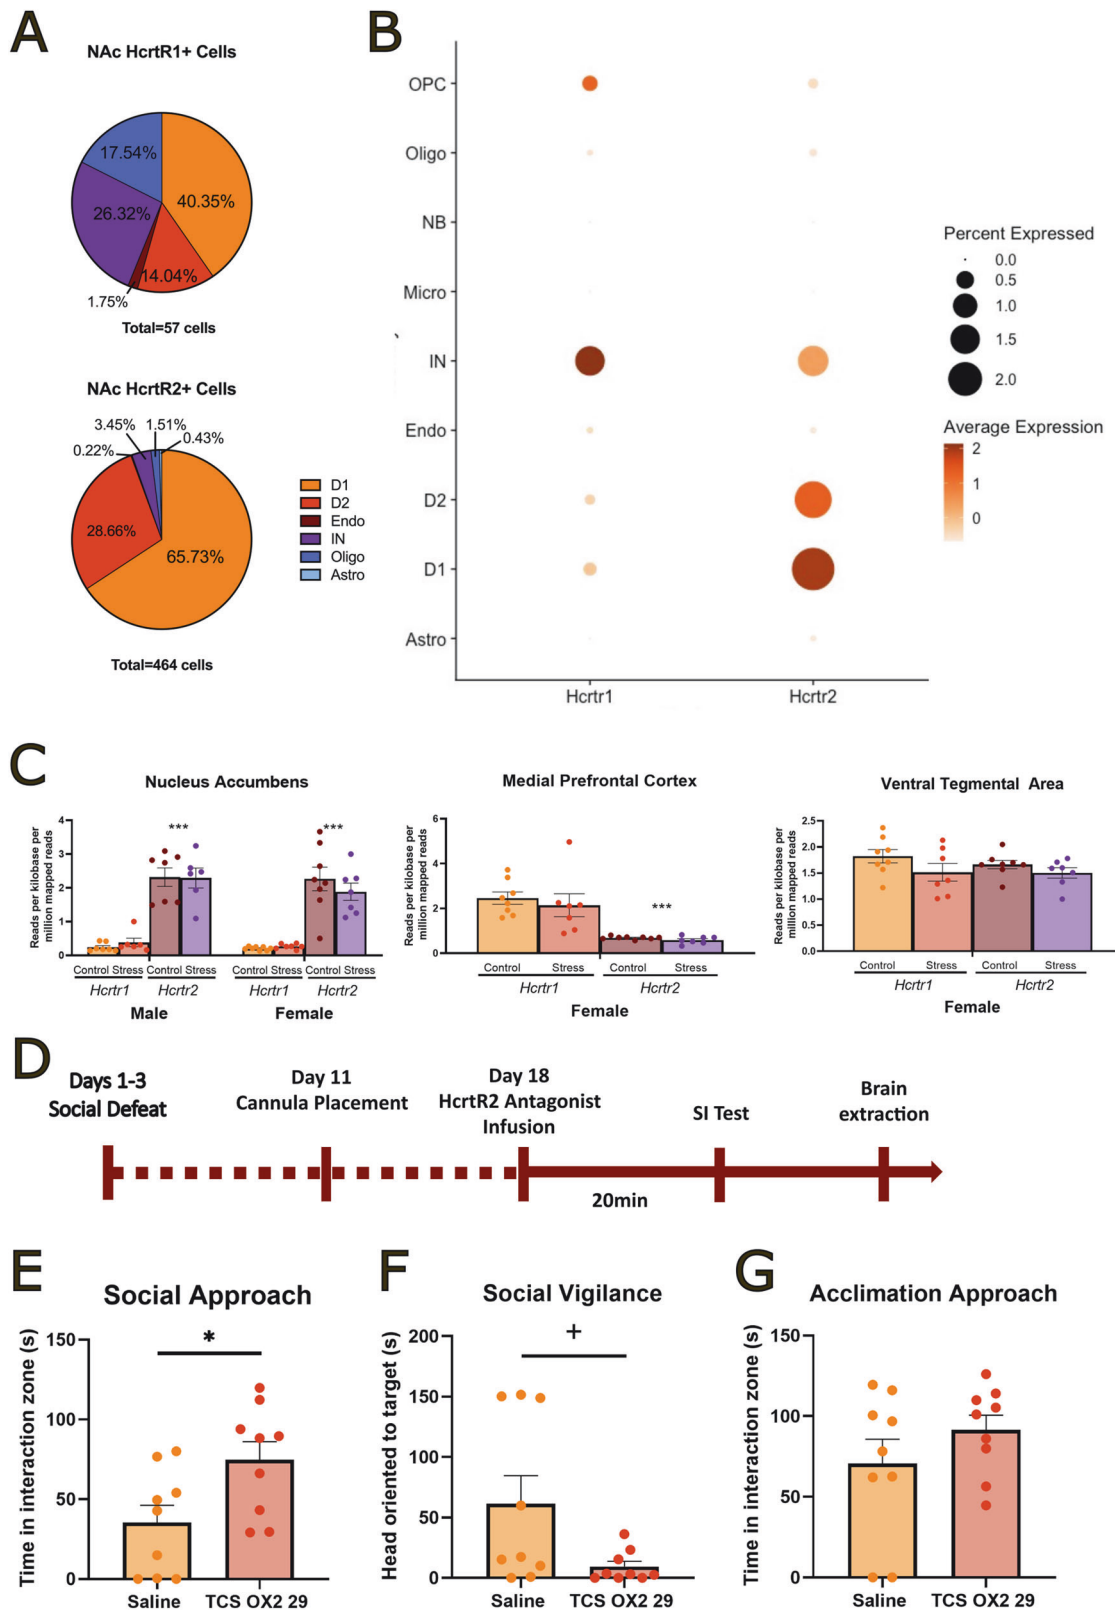 A
NAc HcrtR1+ Cells
17.54%
40.35%
26.32%
14.04%
1.75%
Total=57 cells
NAc HcrtR2+ Cells
3.45%
1.51%
0.22%
0.43%
28.66%
65.73%
Total=464 cells
D1
D2
Endo
IN
Oligo
Astro
B
OPC
Oligo
NB
Micro
IN
Endo
D2
D1
Astro
Hcrtr1
Hcrtr2
Percent Expressed
0.0
0.5
1.0
1.5
2.0
Average Expression
2
1
0
C
Nucleus Accumbens
Reads per kilobase per
million mapped reads
4
3
2
1
0
***
***
Control Stress Control Stress
Control Stress Control Stress
Hcrtr1 Hcrtr2
Hcrtr1 Hcrtr2
Male
Female
Medial Prefrontal Cortex
Reads per kilobase per
million mapped reads
6
4
2
0
***
Control Stress Control Stress
Hcrtr1 Hcrtr2
Female
Ventral Tegmental Area
Reads per kilobase per
million mapped reads
2.5
2.0
1.5
1.0
0.5
0.0
Control Stress Control Stress
Hcrtr1 Hcrtr2
Female
D
Days 1-3
Social Defeat
Day 11
Cannula Placement
Day 18
HcrtR2 Antagonist
Infusion
SI Test
Brain
extraction
20min
E
Social Approach
Time in interaction zone (s)
150
100
50
0
*
Saline TCS OX2 29
F
Social Vigilance
Head oriented to target (s)
200
150
100
50
0
+
Saline TCS OX2 29
G
Acclimation Approach
Time in interaction zone (s)
150
100
50
0
Saline TCS OX2 29